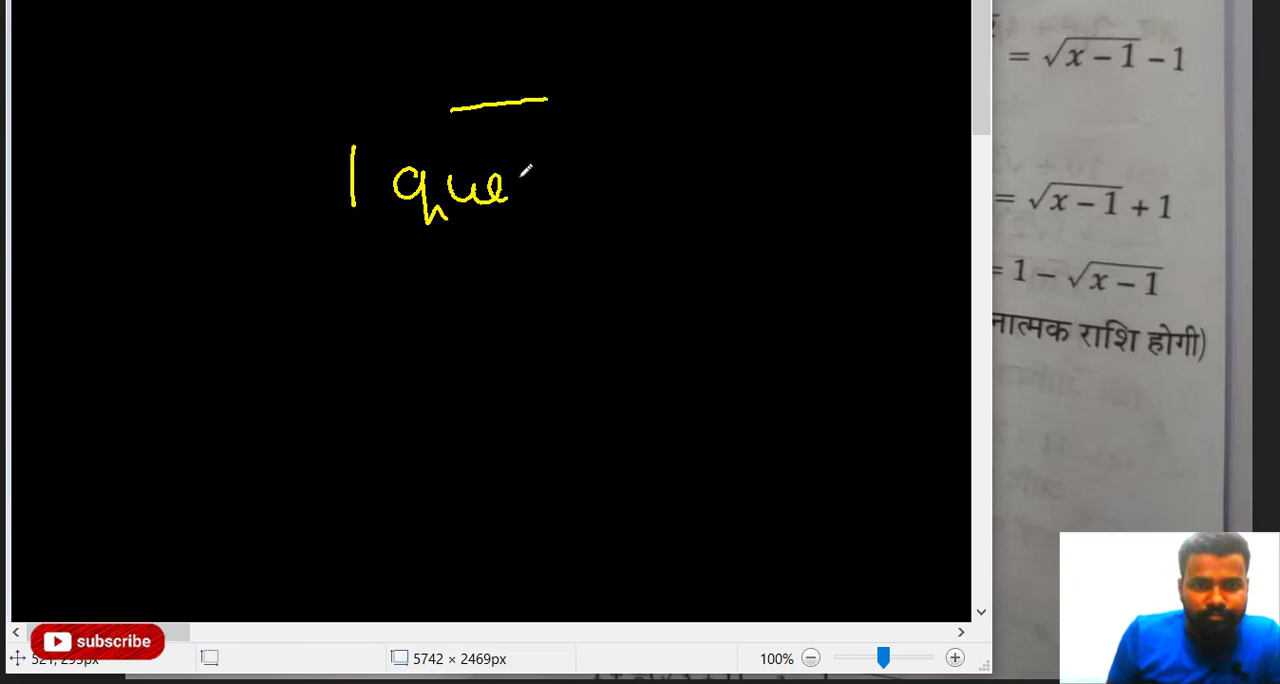 = √x − 1 − 1
1 que
= √x − 1 + 1
= 1 − √x − 1
नात्मक राशि होगी)
subscribe
5742 × 2469px
100%